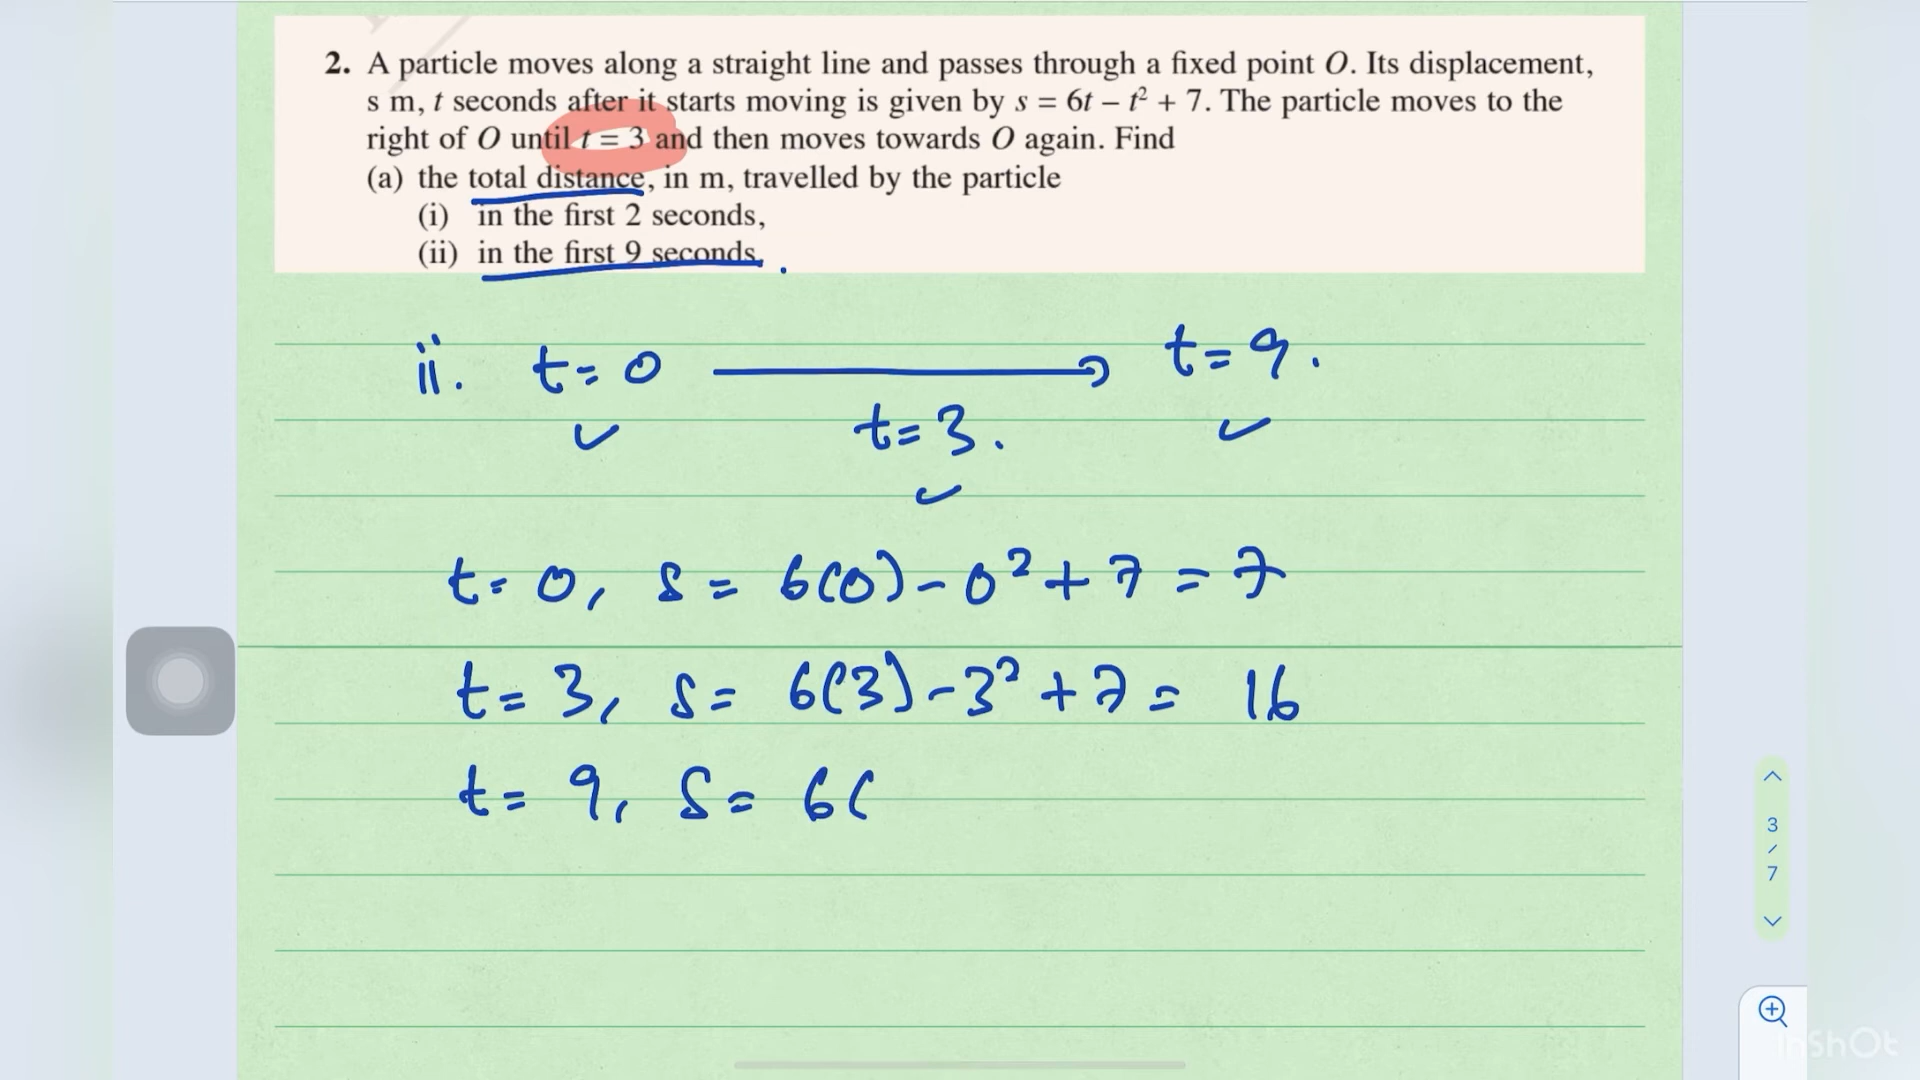 2. A particle moves along a straight line and passes through a fixed point O. Its displacement,
s m, t seconds after it starts moving is given by s = 6t – t² + 7. The particle moves to the
right of O until t = 3 and then moves towards O again. Find
(a) the total distance, in m, travelled by the particle
(i) in the first 2 seconds,
(ii) in the first 9 seconds.
ii. t = 0 → t = 9.
t = 3.
t = 0, s = 6(0) - 0² + 7 = 7
t = 3, s = 6(3) - 3² + 7 = 16
t = 9, s = 6(
3
/
7
InShOt